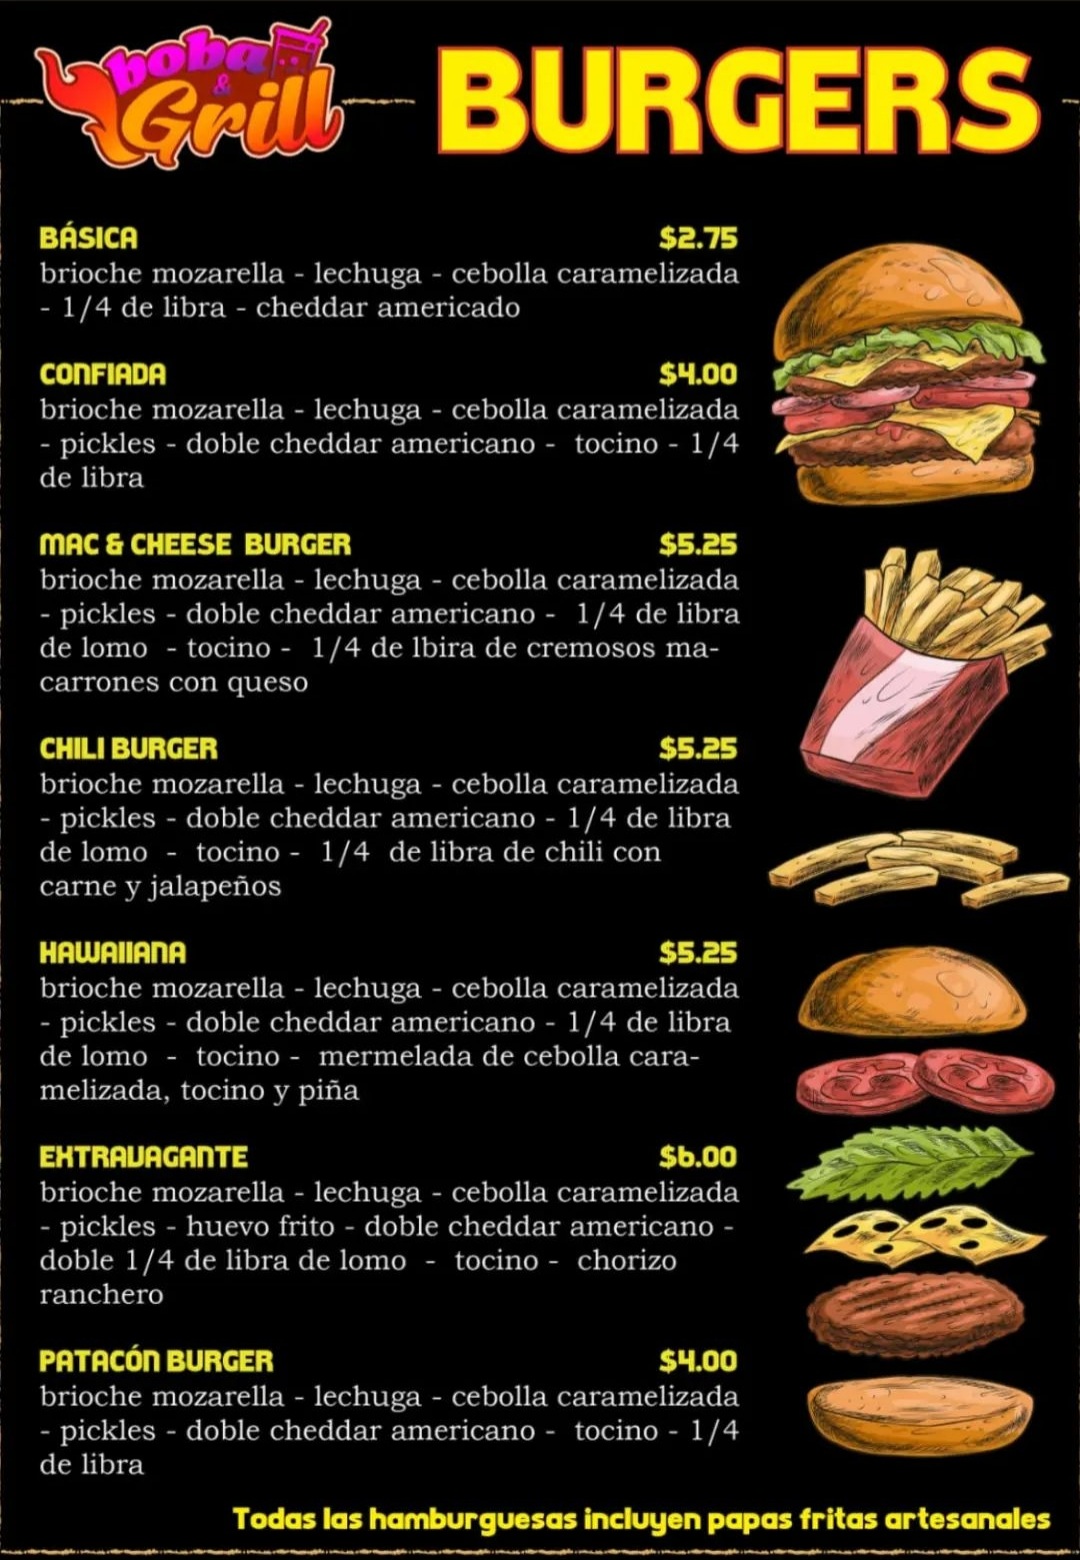 boba
&
Grill
BURGERS
BÁSICA $2.75
brioche mozarella - lechuga - cebolla caramelizada
- 1/4 de libra - cheddar americado
CONFIADA $4.00
brioche mozarella - lechuga - cebolla caramelizada
- pickles - doble cheddar americano - tocino - 1/4
de libra
MAC & CHEESE BURGER $5.25
brioche mozarella - lechuga - cebolla caramelizada
- pickles - doble cheddar americano - 1/4 de libra
de lomo - tocino - 1/4 de lbira de cremosos ma-
carrones con queso
CHILI BURGER $5.25
brioche mozarella - lechuga - cebolla caramelizada
- pickles - doble cheddar americano - 1/4 de libra
de lomo - tocino - 1/4 de libra de chili con
carne y jalapeños
HAWAIIANA $5.25
brioche mozarella - lechuga - cebolla caramelizada
- pickles - doble cheddar americano - 1/4 de libra
de lomo - tocino - mermelada de cebolla cara-
melizada, tocino y piña
EXTRAVAGANTE $6.00
brioche mozarella - lechuga - cebolla caramelizada
- pickles - huevo frito - doble cheddar americano -
doble 1/4 de libra de lomo - tocino - chorizo
ranchero
PATACÓN BURGER $4.00
brioche mozarella - lechuga - cebolla caramelizada
- pickles - doble cheddar americano - tocino - 1/4
de libra
Todas las hamburguesas incluyen papas fritas artesanales